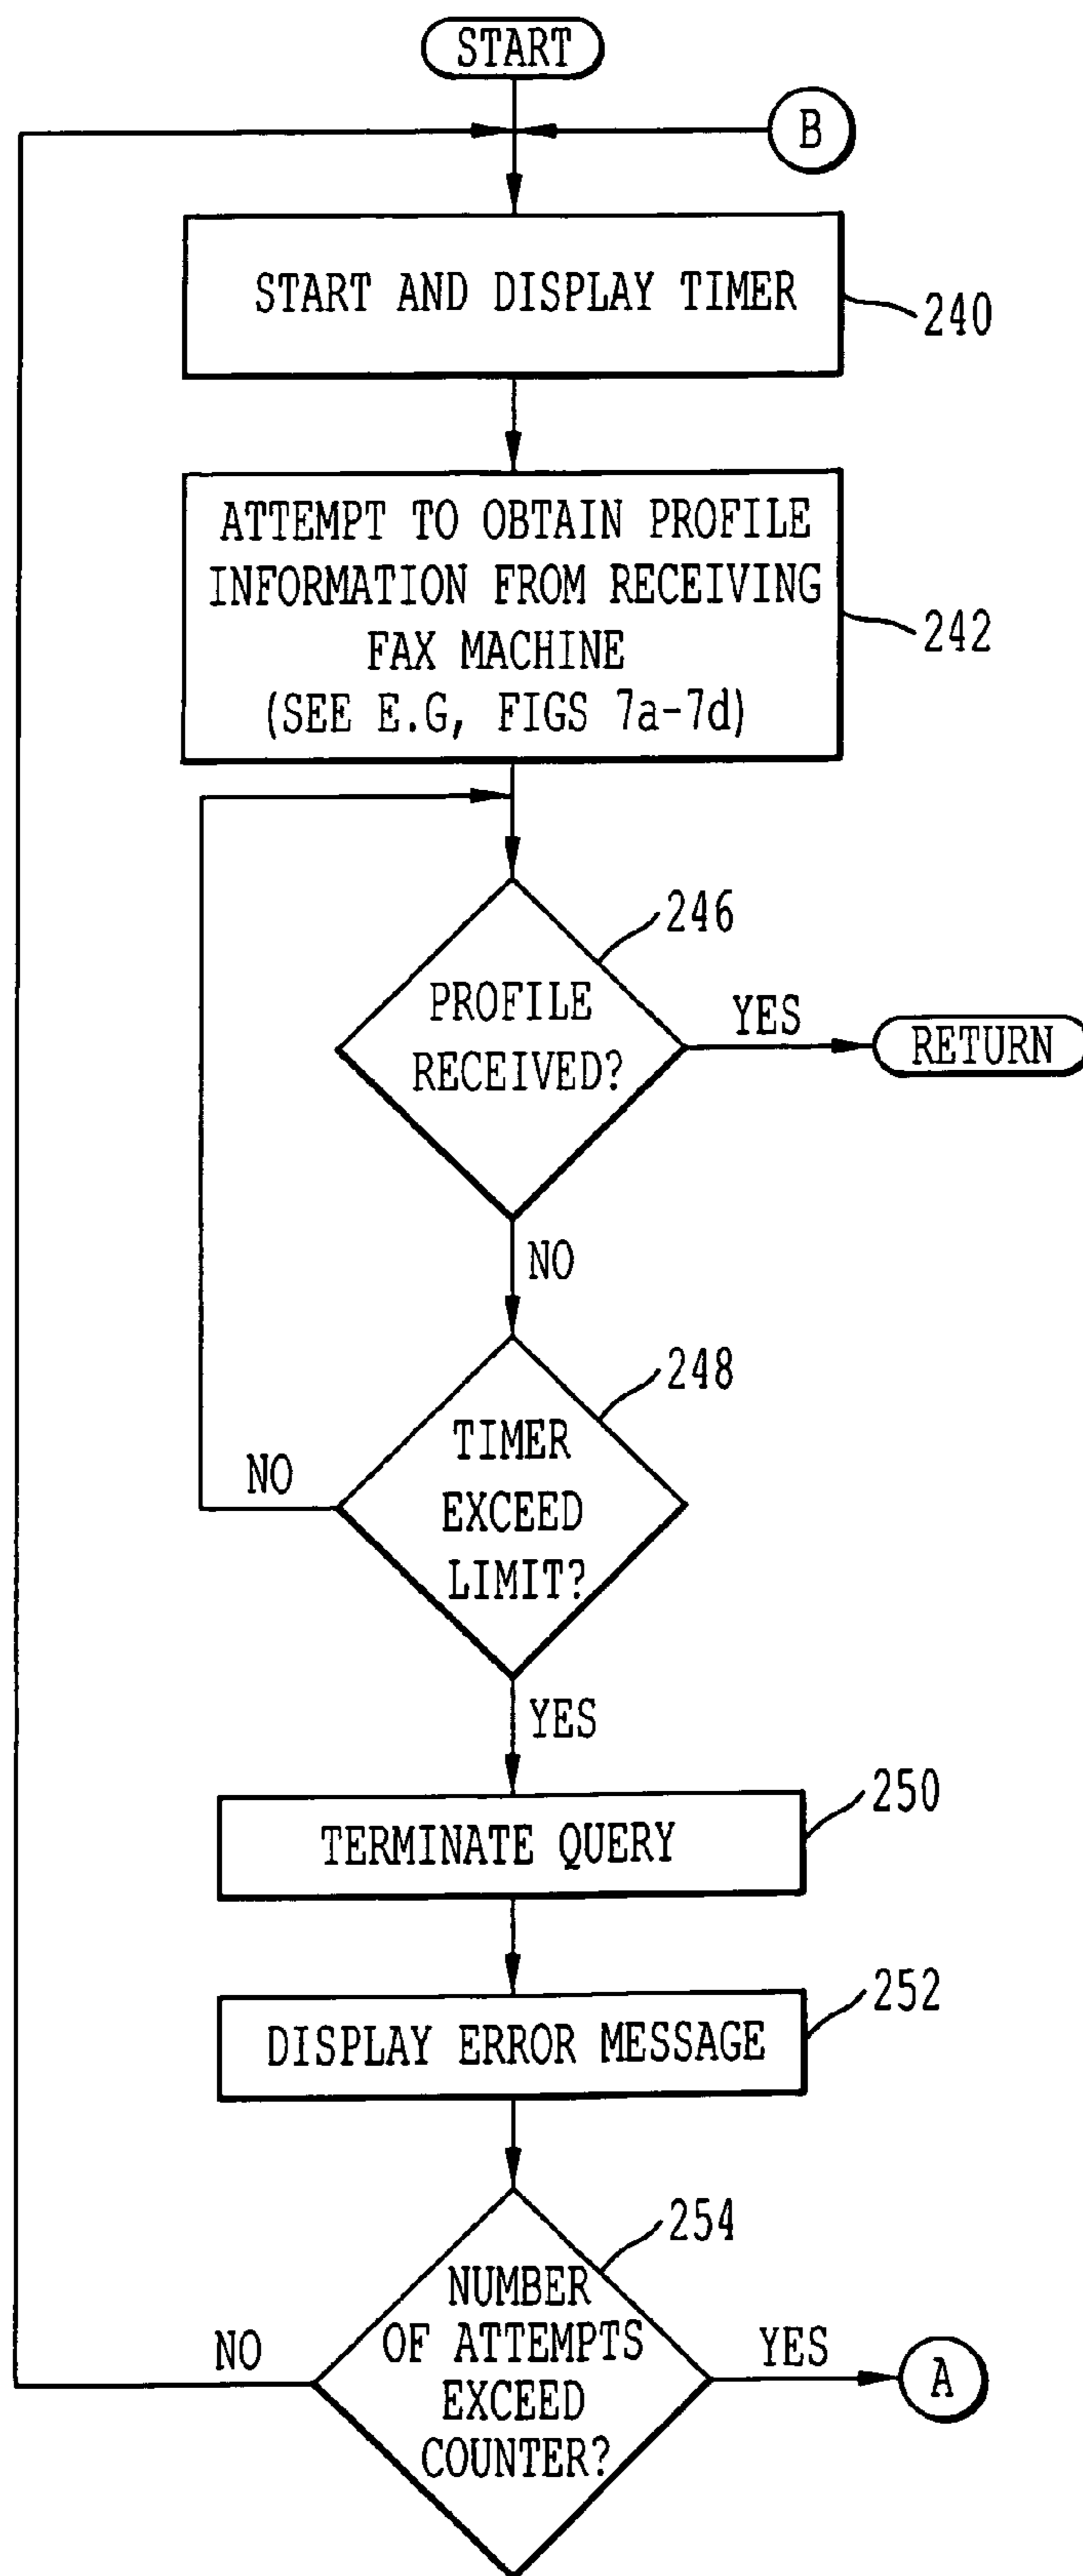 START
B
START AND DISPLAY TIMER
240
ATTEMPT TO OBTAIN PROFILE
INFORMATION FROM RECEIVING
FAX MACHINE
(SEE E.G, FIGS 7a-7d)
242
246
PROFILE
RECEIVED?
YES
RETURN
NO
248
TIMER
EXCEED
LIMIT?
NO
YES
250
TERMINATE QUERY
252
DISPLAY ERROR MESSAGE
254
NUMBER
OF ATTEMPTS
EXCEED
COUNTER?
NO
YES
A